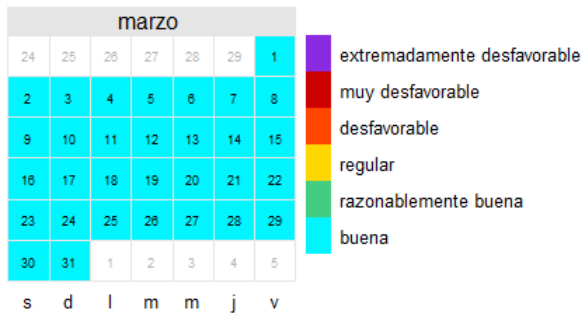 marzo
24 25 26 27 28 29 1
2 3 4 5 6 7 8
9 10 11 12 13 14 15
16 17 18 19 20 21 22
23 24 25 26 27 28 29
30 31 1 2 3 4 5
s d l m m j v
extremadamente desfavorable
muy desfavorable
desfavorable
regular
razonablemente buena
buena